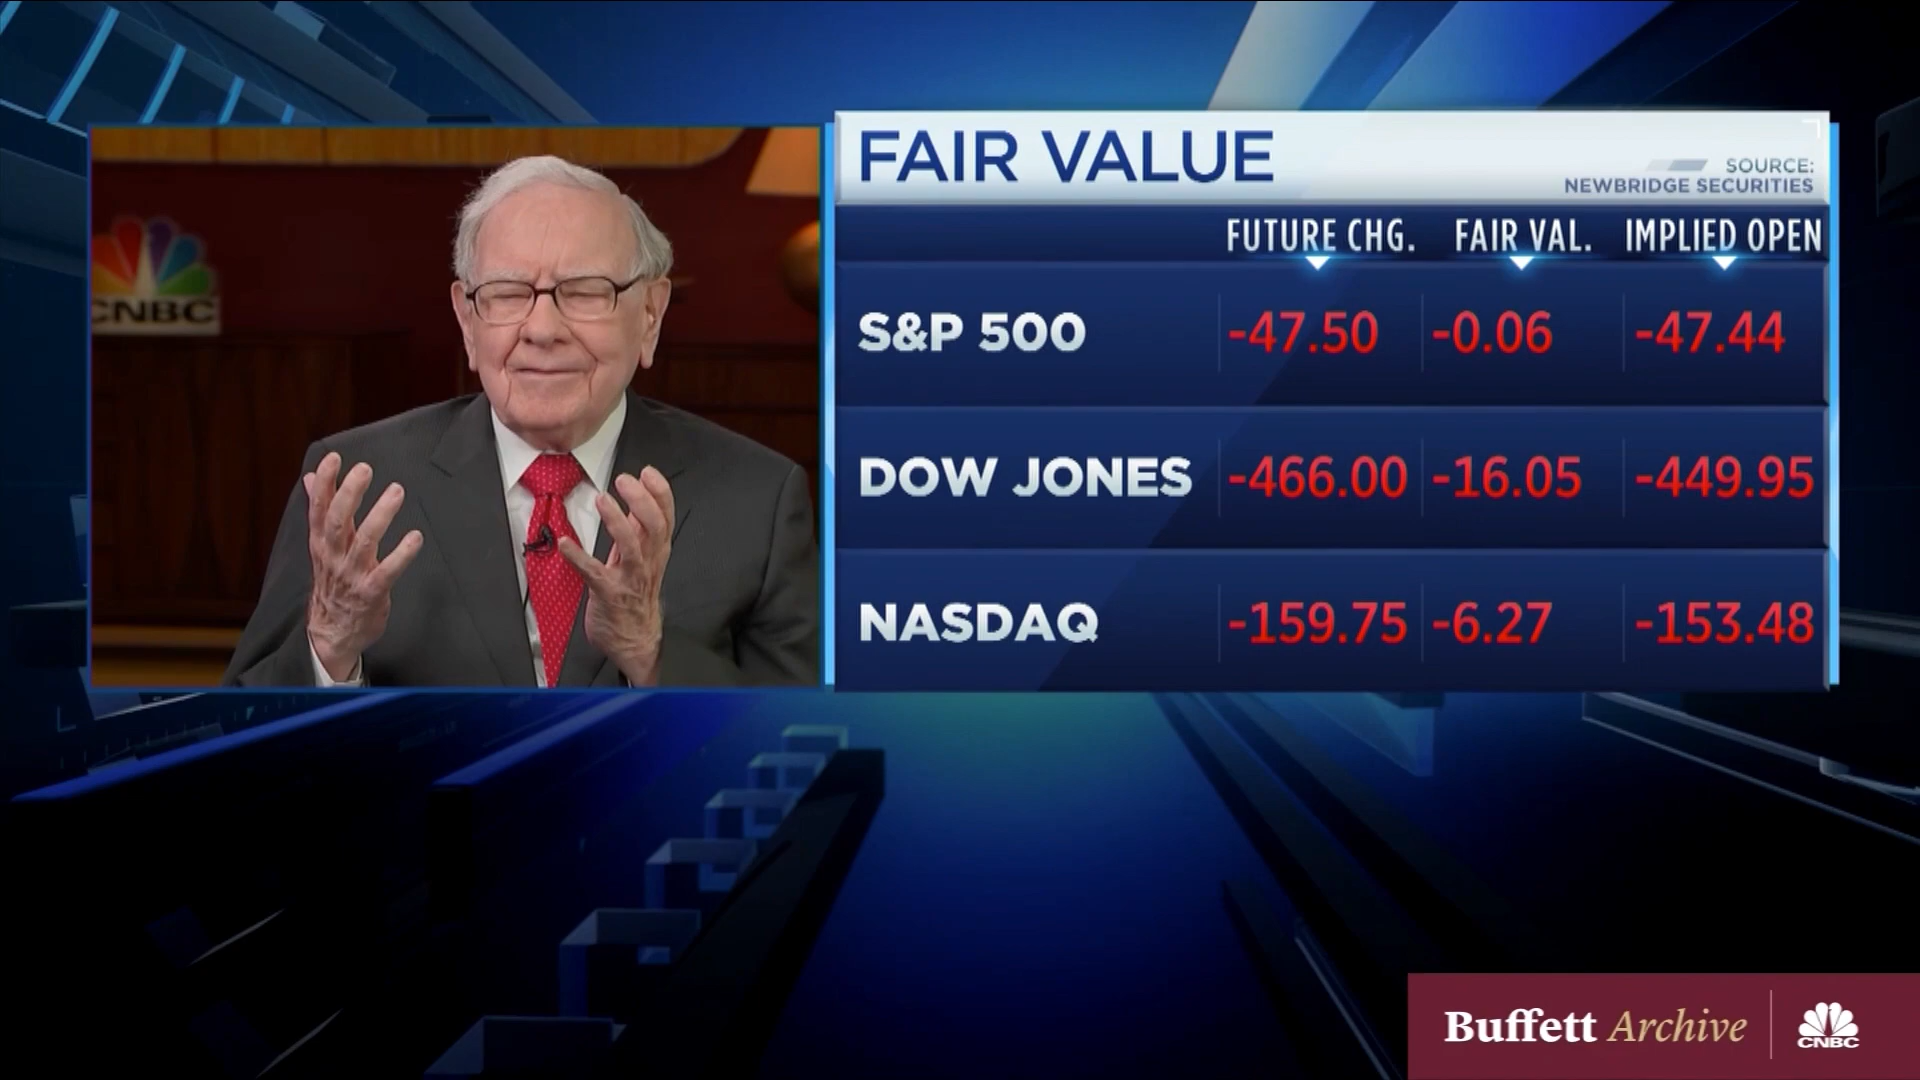 CNBC
FAIR VALUE
SOURCE:
NEWBRIDGE SECURITIES
FUTURE CHG. FAIR VAL. IMPLIED OPEN
S&P 500 -47.50 -0.06 -47.44
DOW JONES -466.00 -16.05 -449.95
NASDAQ -159.75 -6.27 -153.48
Buffett Archive
CNBC